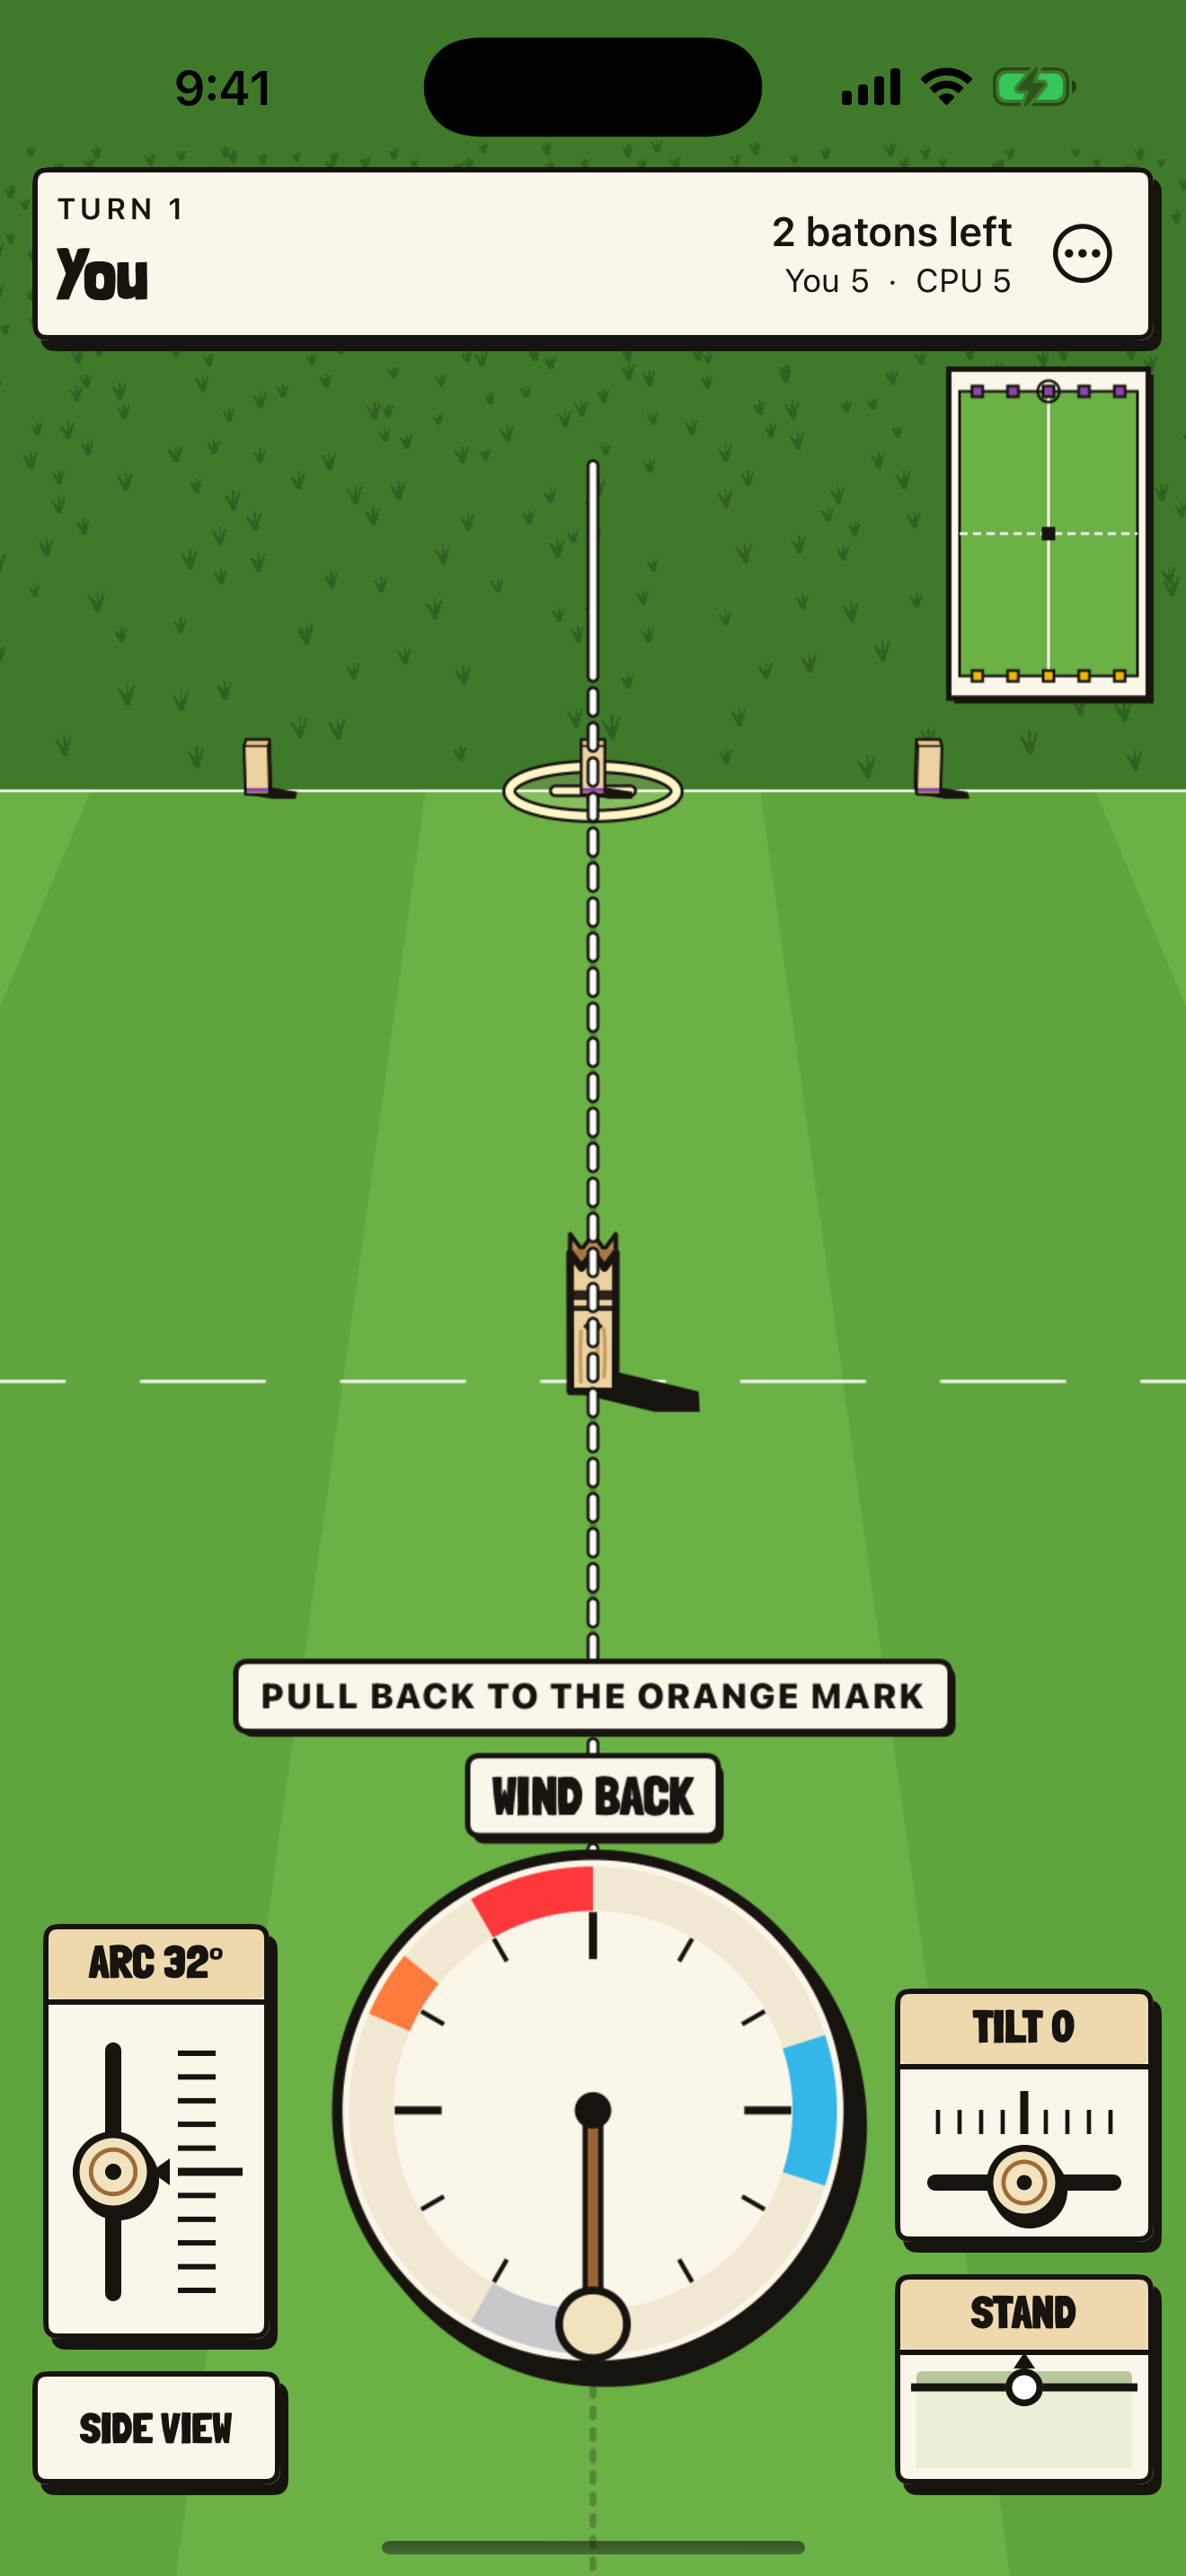 9:41
TURN 1
You
2 batons left
You 5 · CPU 5
PULL BACK TO THE ORANGE MARK
WIND BACK
ARC 32°
TILT 0
STAND
SIDE VIEW